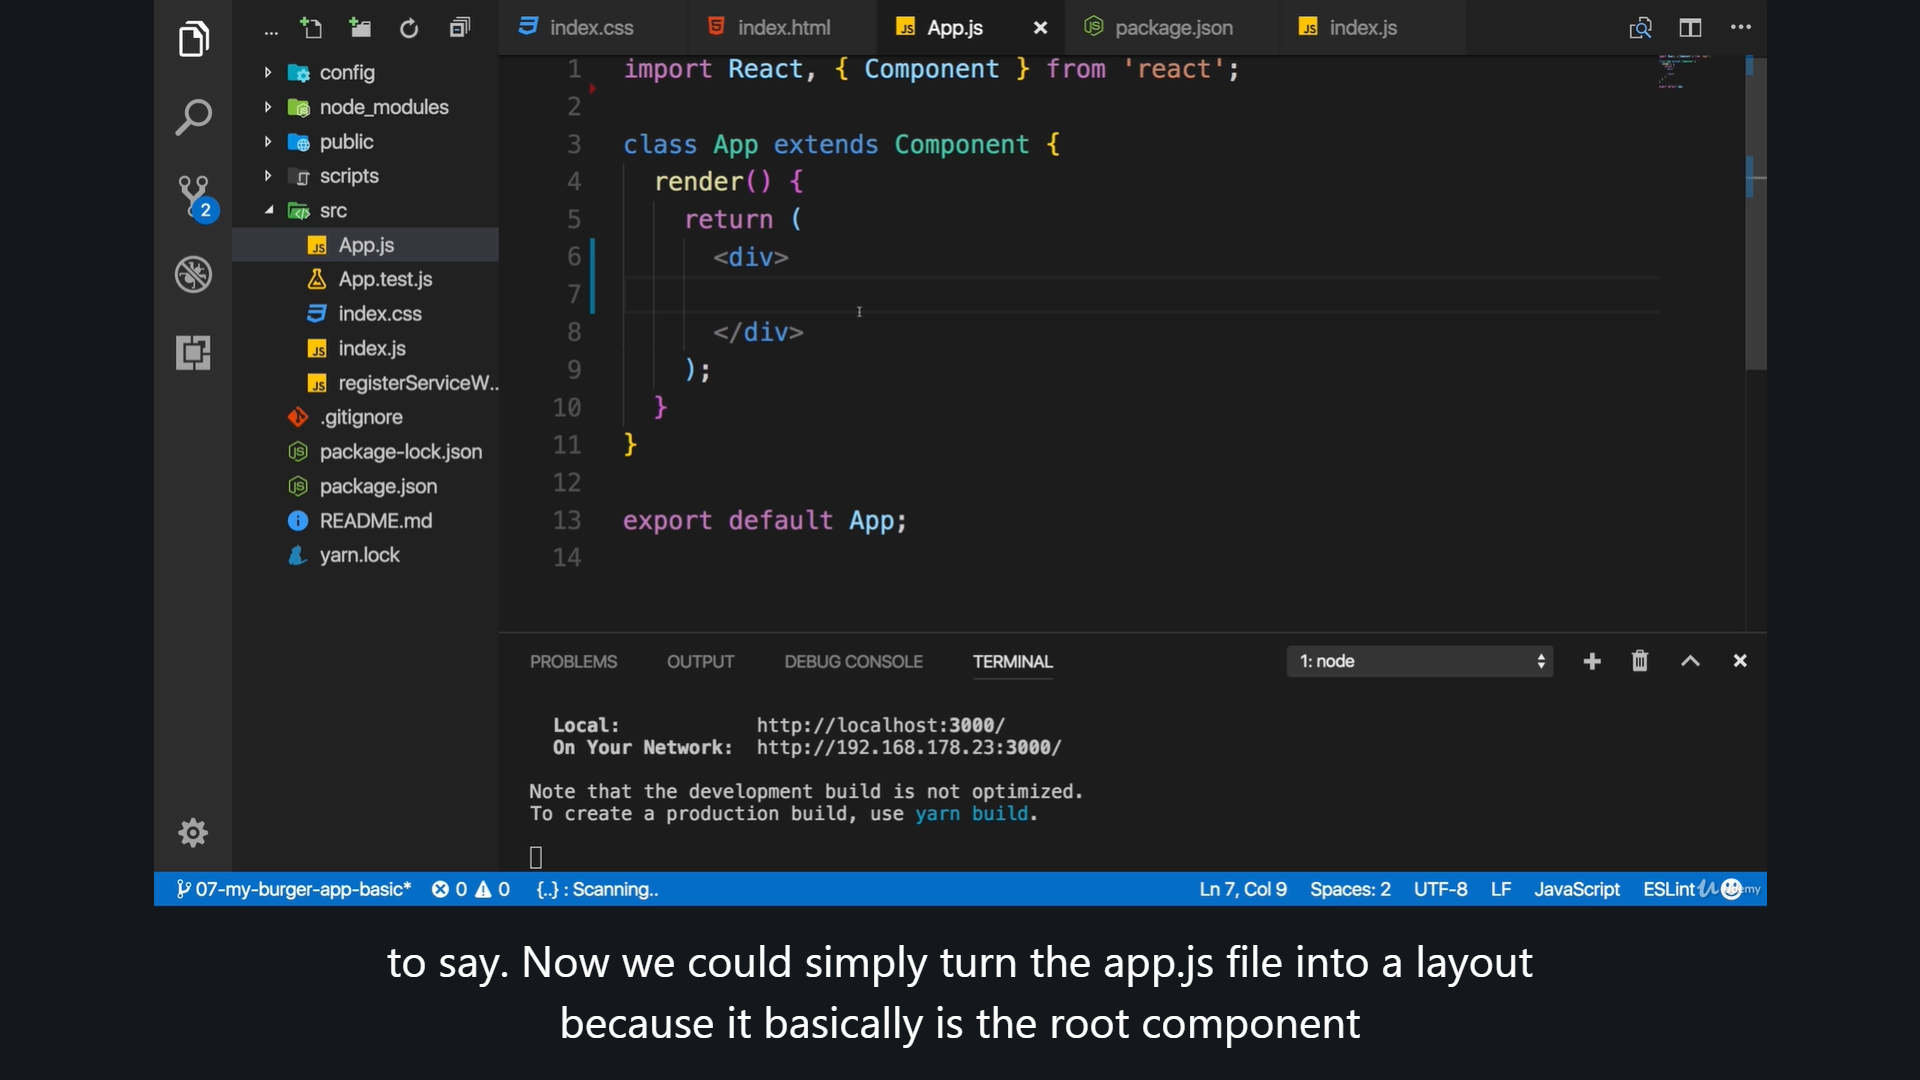 ... index.css index.html App.js package.json index.js
config
node_modules
public
scripts
src
App.js
App.test.js
index.css
index.js
registerServiceW..
.gitignore
package-lock.json
package.json
README.md
yarn.lock
2
1 import React, { Component } from 'react';
2
3 class App extends Component {
4 render() {
5 return (
6 <div>
7
8 </div>
9 );
10 }
11 }
12
13 export default App;
14
PROBLEMS OUTPUT DEBUG CONSOLE TERMINAL 1: node
Local: http://localhost:3000/
On Your Network: http://192.168.178.23:3000/
Note that the development build is not optimized.
To create a production build, use yarn build.
07-my-burger-app-basic* 0 0 {..} : Scanning.. Ln 7, Col 9 Spaces: 2 UTF-8 LF JavaScript ESLint
to say. Now we could simply turn the app.js file into a layout
because it basically is the root component